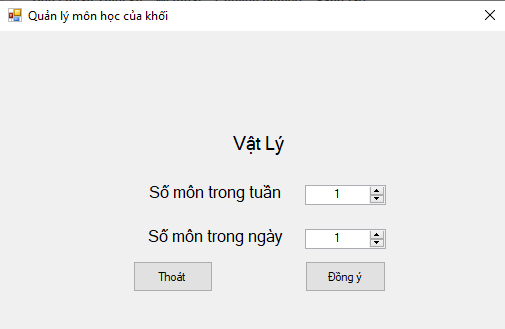 Quản lý môn học của khối
Vật Lý
Số môn trong tuần 1
Số môn trong ngày 1
Thoát Đồng ý